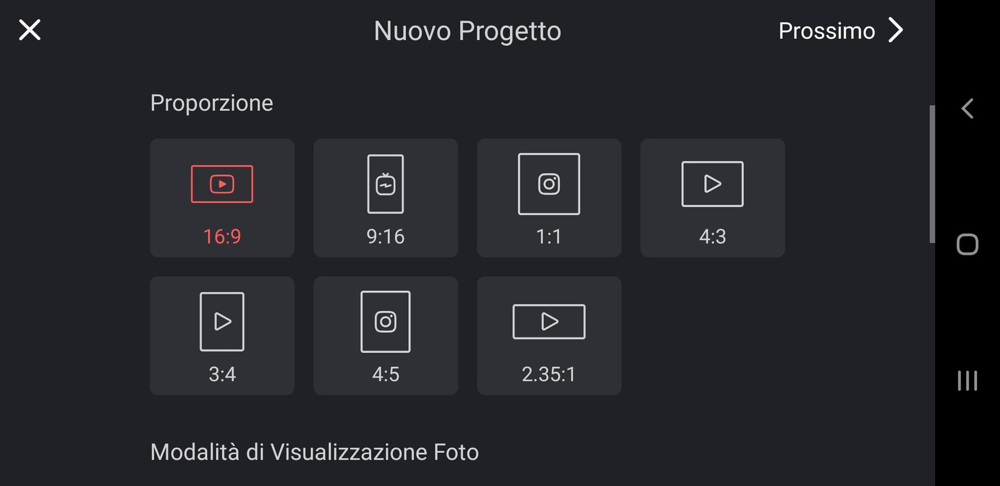 Nuovo Progetto
Prossimo
Proporzione
16:9
9:16
1:1
4:3
3:4
4:5
2.35:1
Modalità di Visualizzazione Foto